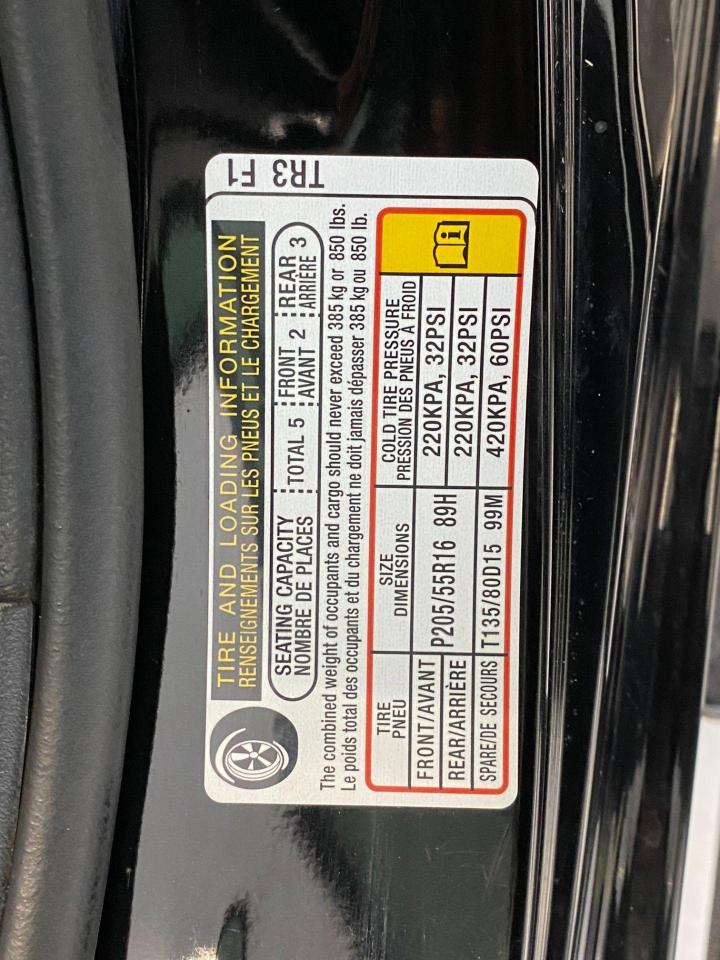 TR3 F1
TIRE AND LOADING INFORMATION
RENSEIGNEMENTS SUR LES PNEUS ET LE CHARGEMENT
SEATING CAPACITY TOTAL 5 FRONT 2 REAR 3
NOMBRE DE PLACES AVANT ARRIÈRE
The combined weight of occupants and cargo should never exceed 385 kg or 850 lbs.
Le poids total des occupants et du chargement ne doit jamais dépasser 385 kg ou 850 lb.
TIRE SIZE COLD TIRE PRESSURE
PNEU DIMENSIONS PRESSION DES PNEUS À FROID
FRONT/AVANT P205/55R16 89H 220KPA, 32PSI
REAR/ARRIÈRE 220KPA, 32PSI
SPARE/DE SECOURS T135/80D15 99M 420KPA, 60PSI